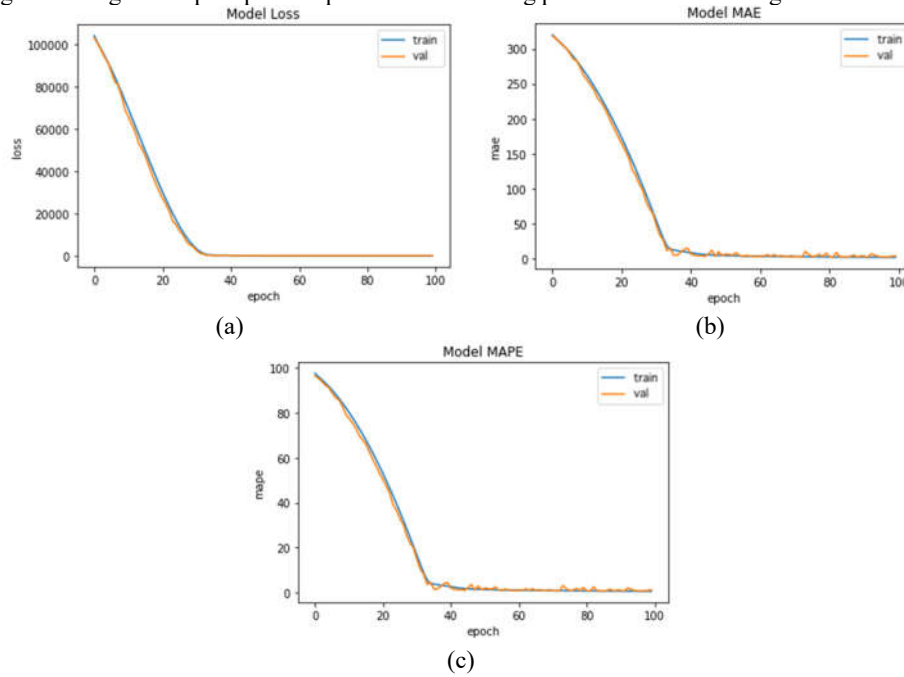 Model Loss
train
val
100000
80000
60000
40000
20000
0
loss
0 20 40 60 80 100
epoch
(a)
Model MAE
train
val
300
250
200
150
100
50
0
mae
0 20 40 60 80 100
epoch
(b)
Model MAPE
train
val
100
80
60
40
20
0
mape
0 20 40 60 80 100
epoch
(c)